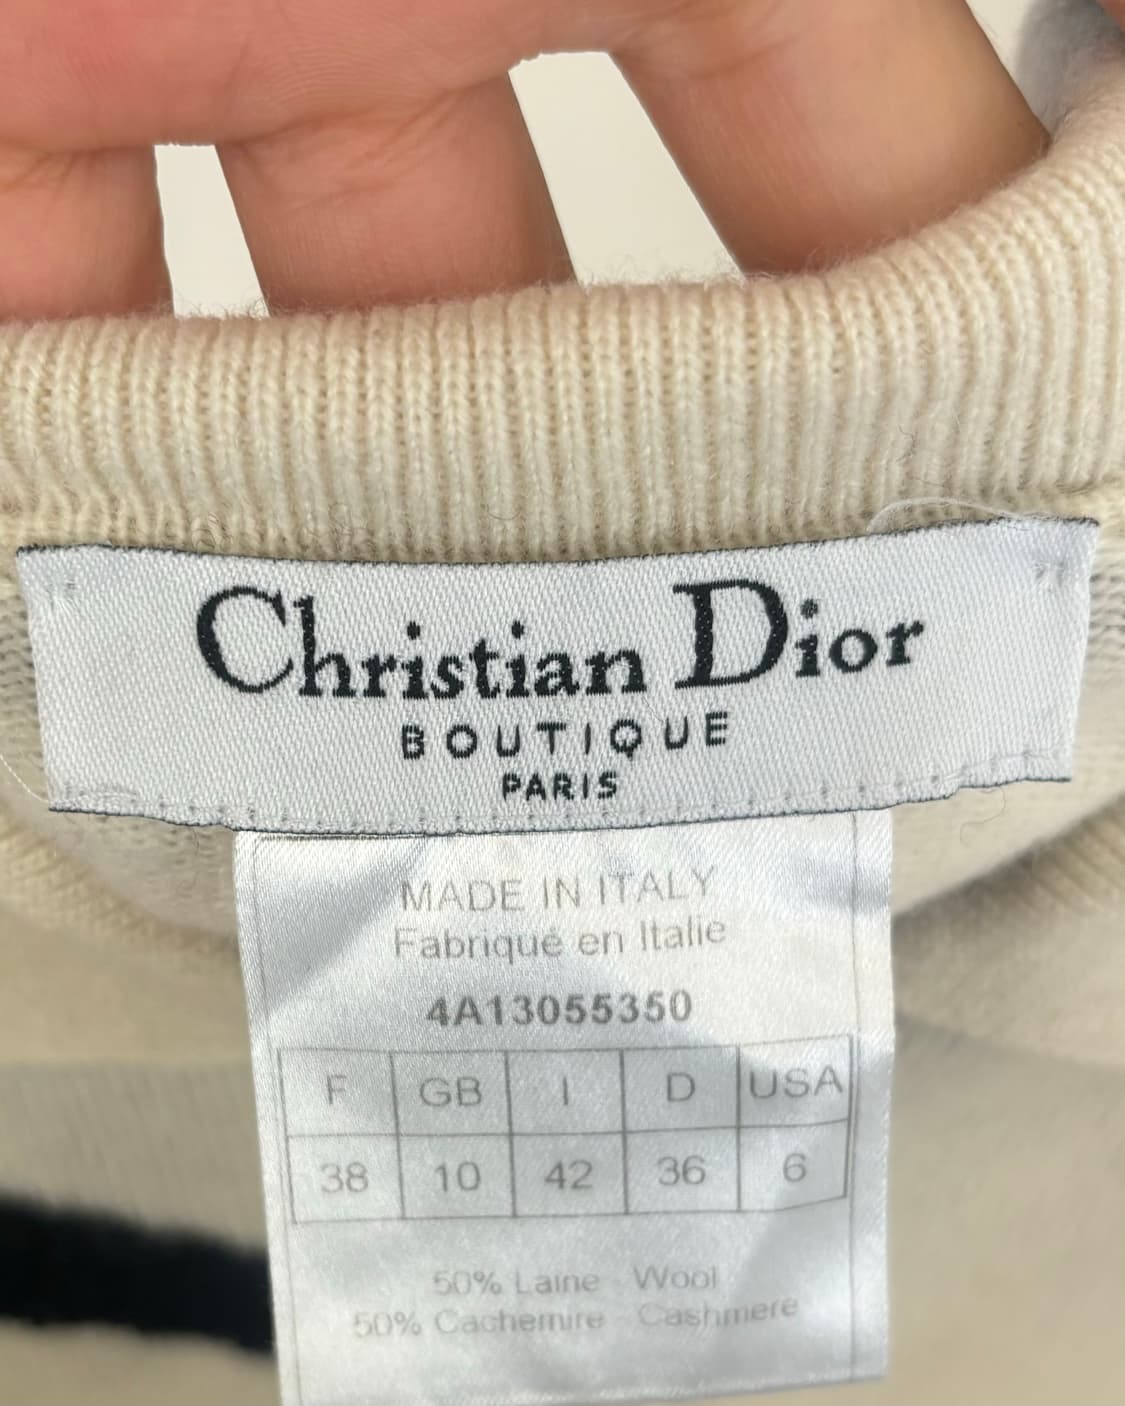 Christian Dior
BOUTIQUE
PARIS
MADE IN ITALY
Fabriqué en Italie
4A13055350
F GB I D USA
38 10 42 36 6
50% Laine - Wool
50% Cachemire - Cashmere